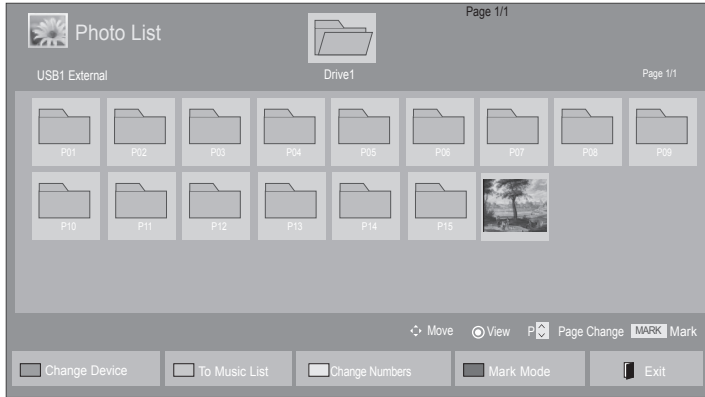 Page 1/1
Photo List
USB1 External
Drive1
Page 1/1
P01 P02 P03 P04 P05 P06 P07 P08 P09
P10 P11 P12 P13 P14 P15
Move View P Page Change MARK Mark
Change Device To Music List Change Numbers Mark Mode Exit